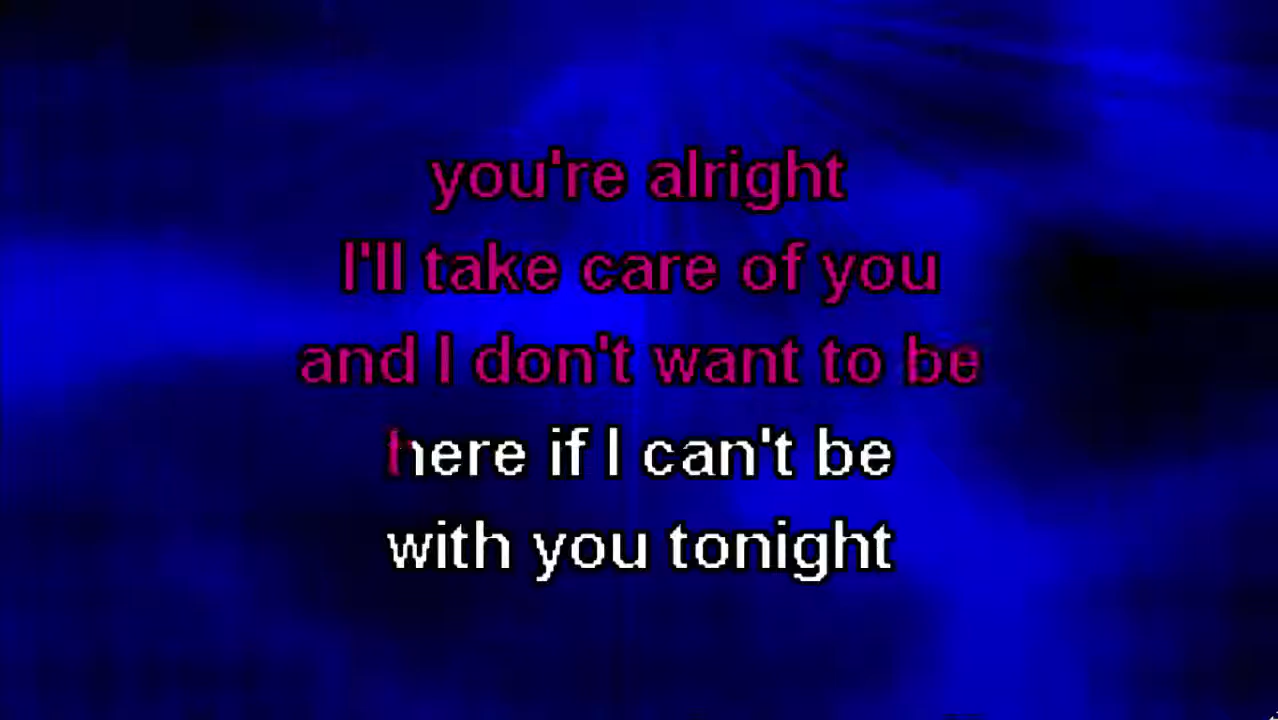 you're alright
I'll take care of you
and I don't want to be
here if I can't be
with you tonight